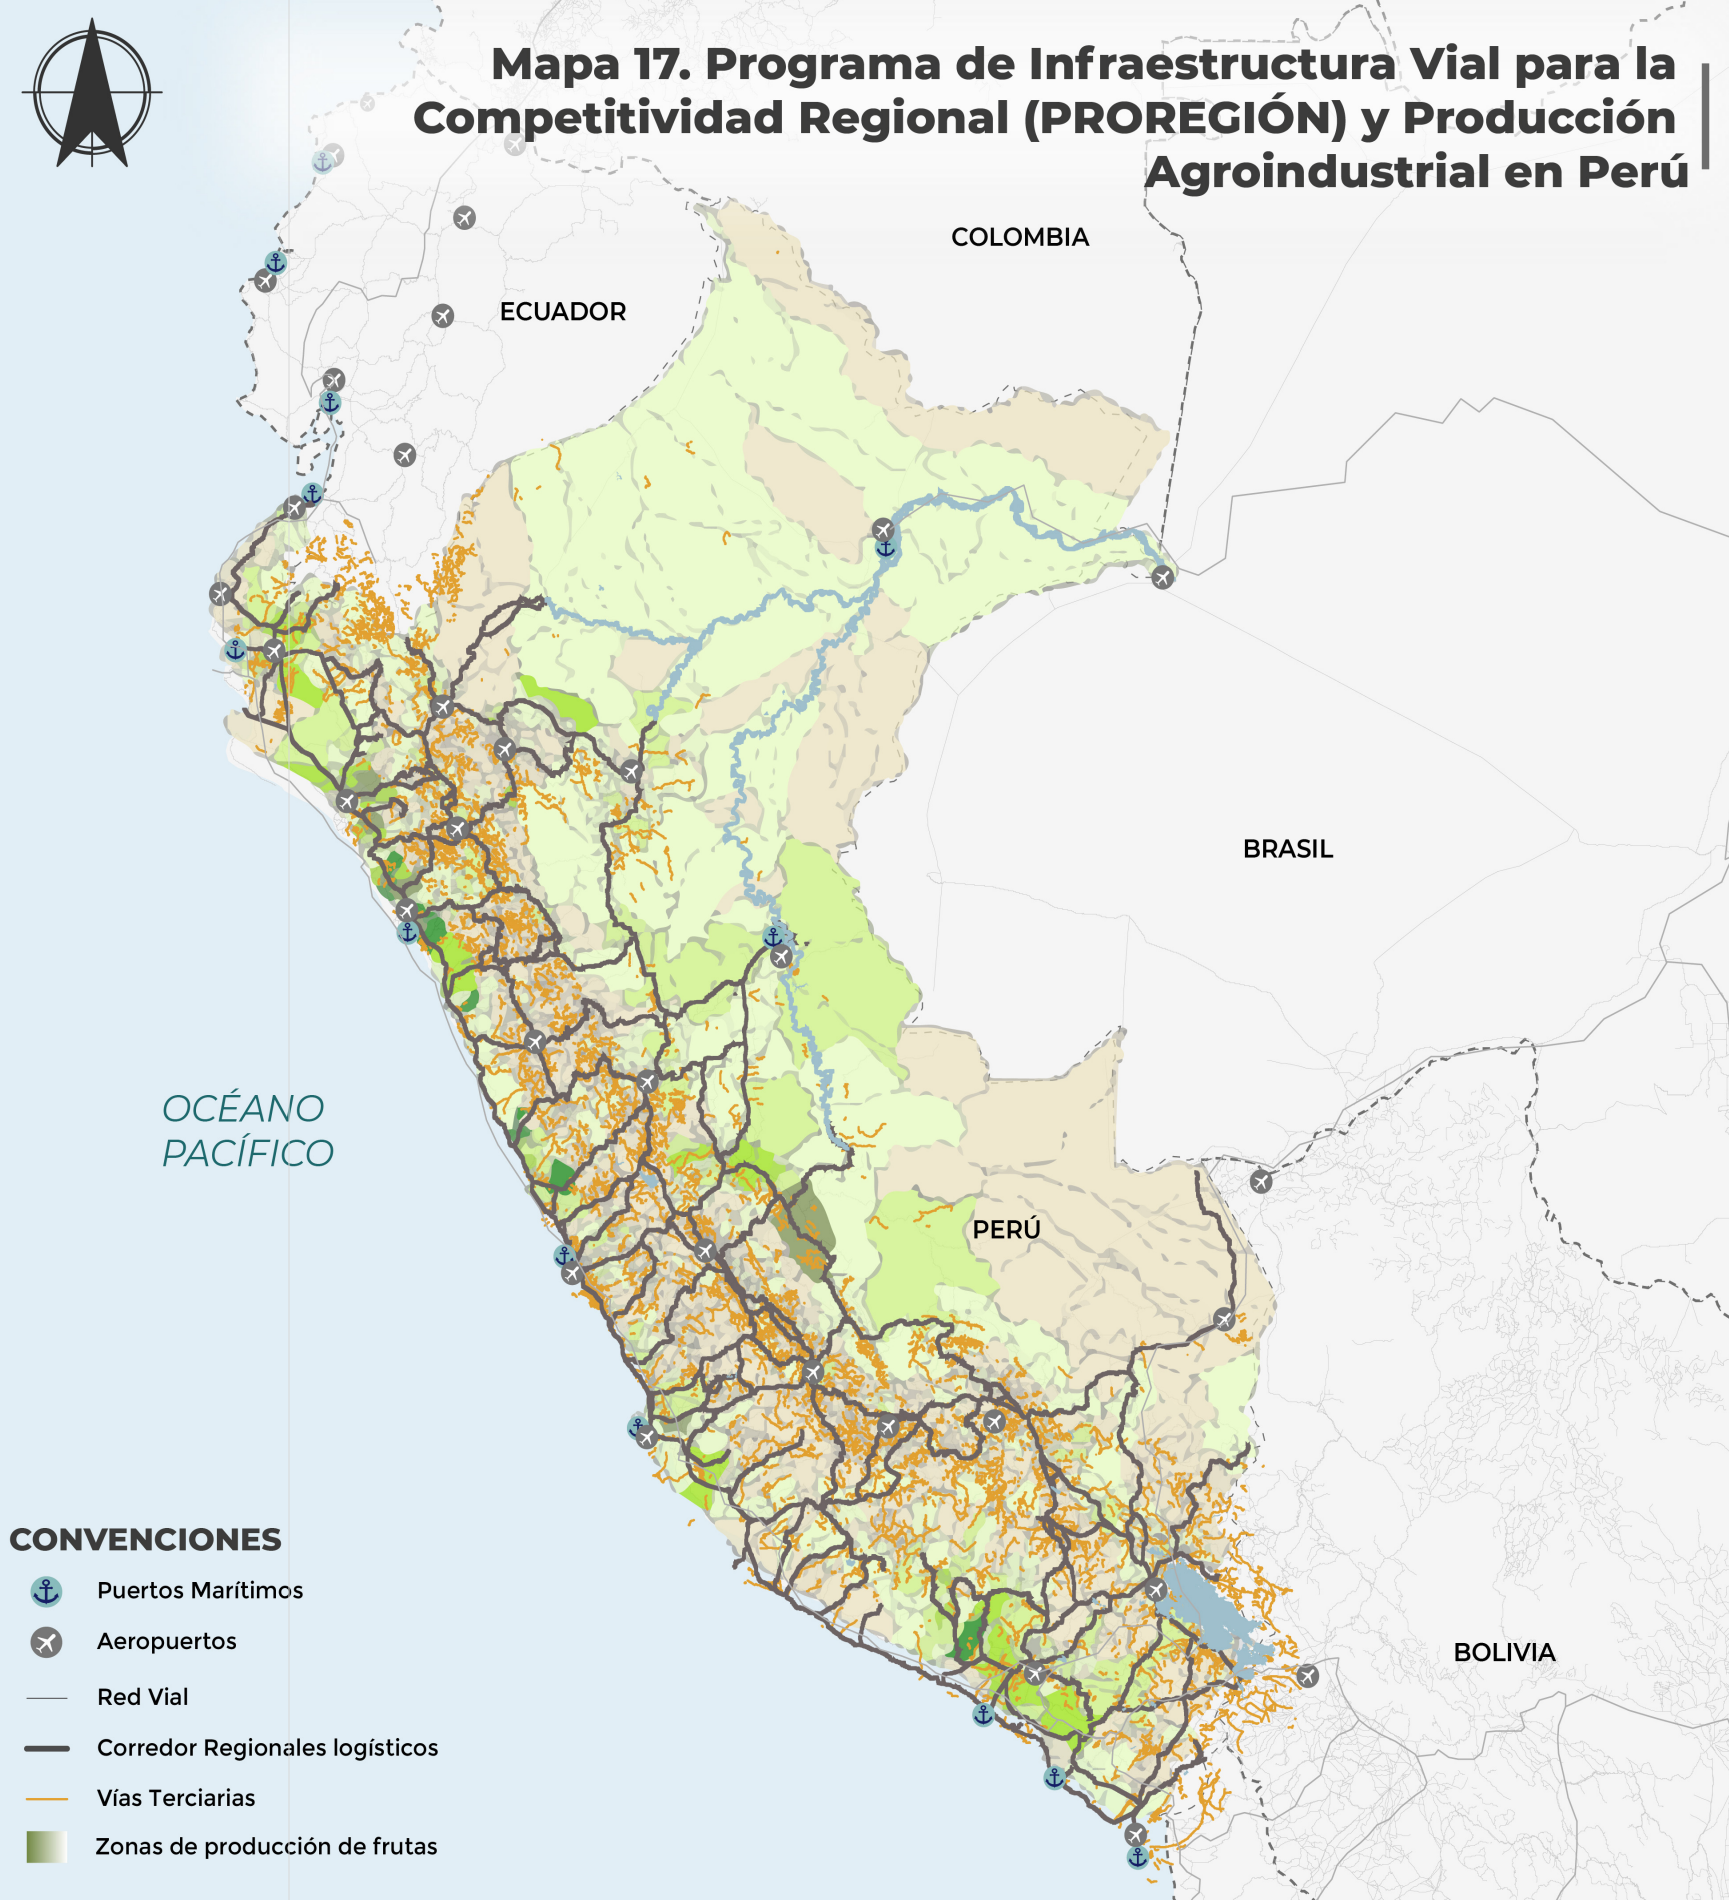 Mapa 17. Programa de Infraestructura Vial para la
Competitividad Regional (PROREGIÓN) y Producción
Agroindustrial en Perú
COLOMBIA
ECUADOR
BRASIL
OCÉANO
PACÍFICO
PERÚ
BOLIVIA
CONVENCIONES
Puertos Marítimos
Aeropuertos
Red Vial
Corredor Regionales logísticos
Vías Terciarias
Zonas de producción de frutas